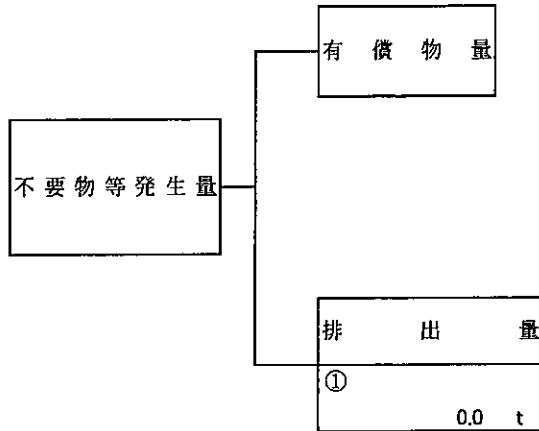 有償物量
不要物等発生量
排出量
①
0.0 t